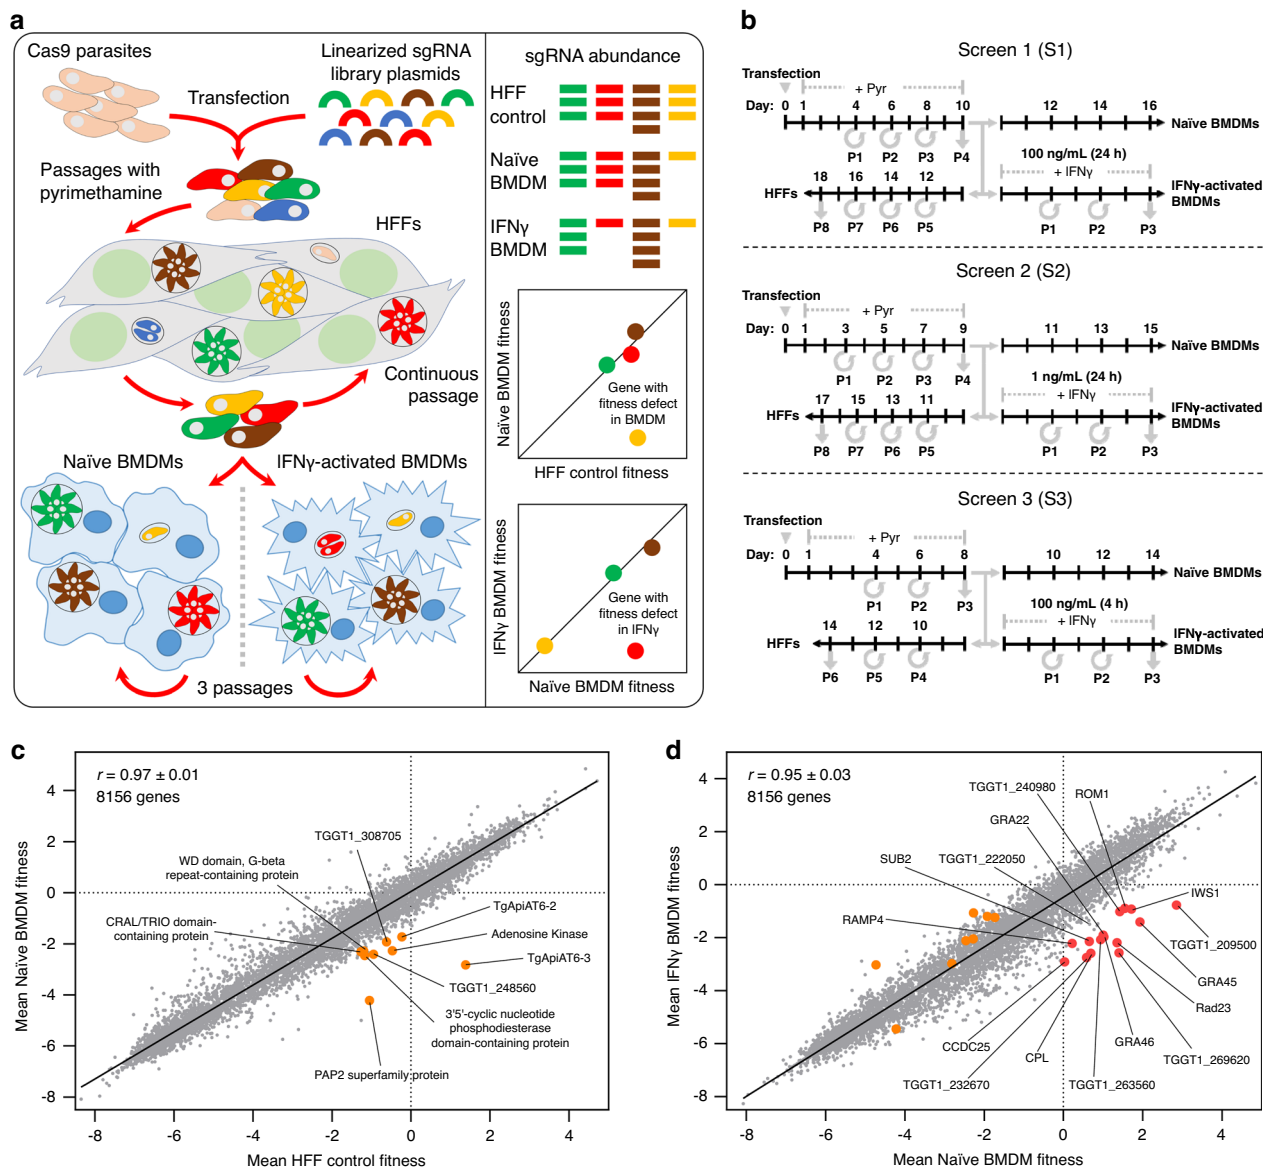 a
Cas9 parasites
Linearized sgRNA
library plasmids
Transfection
Passages with
pyrimethamine
HFFs
Continuous
passage
Naïve BMDMs
IFNγ-activated BMDMs
3 passages
sgRNA abundance
HFF
control
Naïve
BMDM
IFNγ
BMDM
Naïve BMDM fitness
Gene with
fitness defect
in BMDM
HFF control fitness
IFNγ BMDM fitness
Gene with
fitness defect
in IFNγ
Naïve BMDM fitness
b
Screen 1 (S1)
Transfection
+ Pyr
Day: 0 1 4 6 8 10 12 14 16
Naïve BMDMs
P1 P2 P3 P4
100 ng/mL (24 h)
+ IFNγ
18 16 14 12
HFFs
IFNγ-activated
BMDMs
P8 P7 P6 P5 P1 P2 P3
Screen 2 (S2)
Transfection
+ Pyr
Day: 0 1 3 5 7 9 11 13 15
Naïve BMDMs
P1 P2 P3 P4
1 ng/mL (24 h)
+ IFNγ
17 15 13 11
HFFs
IFNγ-activated
BMDMs
P8 P7 P6 P5 P1 P2 P3
Screen 3 (S3)
Transfection
+ Pyr
Day: 0 1 4 6 8 10 12 14
Naïve BMDMs
P1 P2 P3
100 ng/mL (4 h)
+ IFNγ
14 12 10
HFFs
IFNγ-activated
BMDMs
P6 P5 P4 P1 P2 P3
c
r = 0.97 ± 0.01
8156 genes
Mean Naïve BMDM fitness
4
2
0
-2
-4
-6
-8
TGGT1_308705
WD domain, G-beta
repeat-containing protein
CRAL/TRIO domain-
containing protein
TgApiAT6-2
Adenosine Kinase
TgApiAT6-3
TGGT1_248560
3'5'-cyclic nucleotide
phosphodiesterase
domain-containing protein
PAP2 superfamily protein
-8 -6 -4 -2 0 2 4
Mean HFF control fitness
d
r = 0.95 ± 0.03
8156 genes
Mean IFNγ BMDM fitness
4
2
0
-2
-4
-6
-8
TGGT1_240980
ROM1
GRA22
SUB2
TGGT1_222050
IWS1
RAMP4
TGGT1_209500
GRA45
Rad23
CCDC25
CPL
GRA46
TGGT1_269620
TGGT1_232670
TGGT1_263560
-8 -6 -4 -2 0 2 4
Mean Naïve BMDM fitness